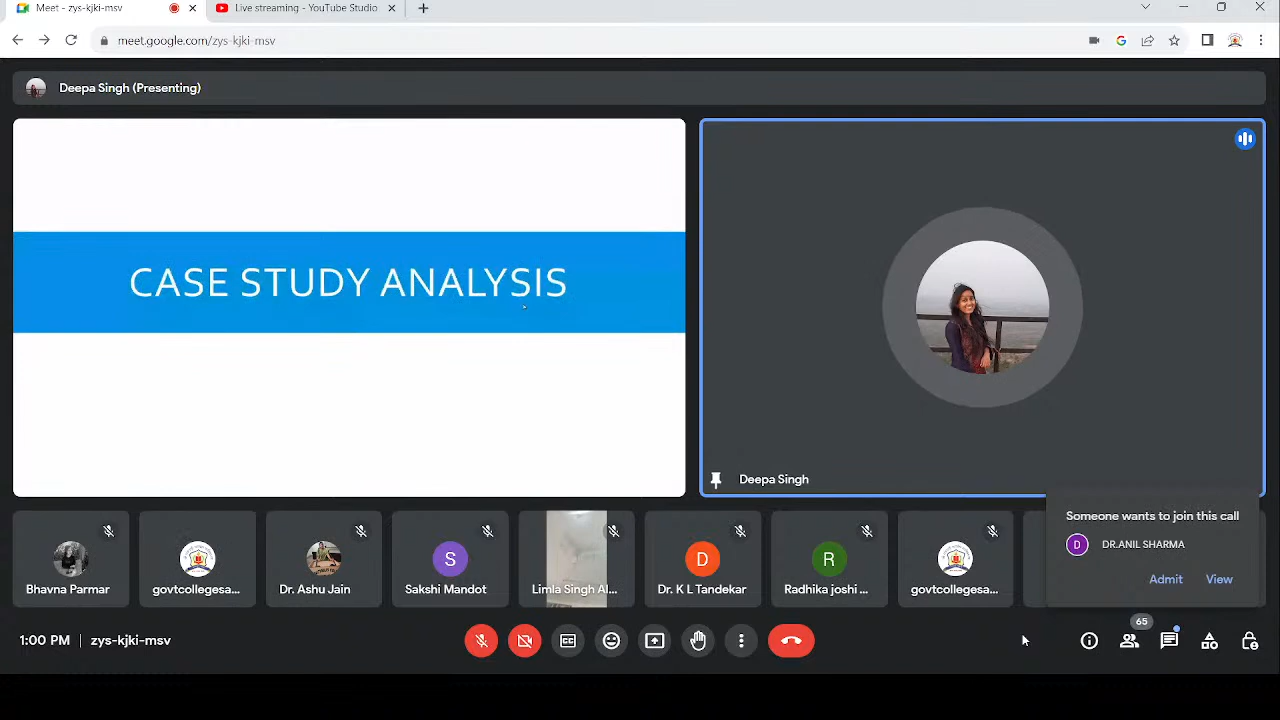 Meet - zys-kjki-msv
Live streaming - YouTube Studio
meet.google.com/zys-kjki-msv
Deepa Singh (Presenting)
CASE STUDY ANALYSIS
Deepa Singh
Someone wants to join this call
D
DR.ANIL SHARMA
Admit
View
Bhavna Parmar
govtcollegesa...
Dr. Ashu Jain
S
Sakshi Mandot
Limla Singh Al...
D
Dr. K L Tandekar
R
Radhika joshi ...
govtcollegesa...
1:00 PM
zys-kjki-msv
CC
65